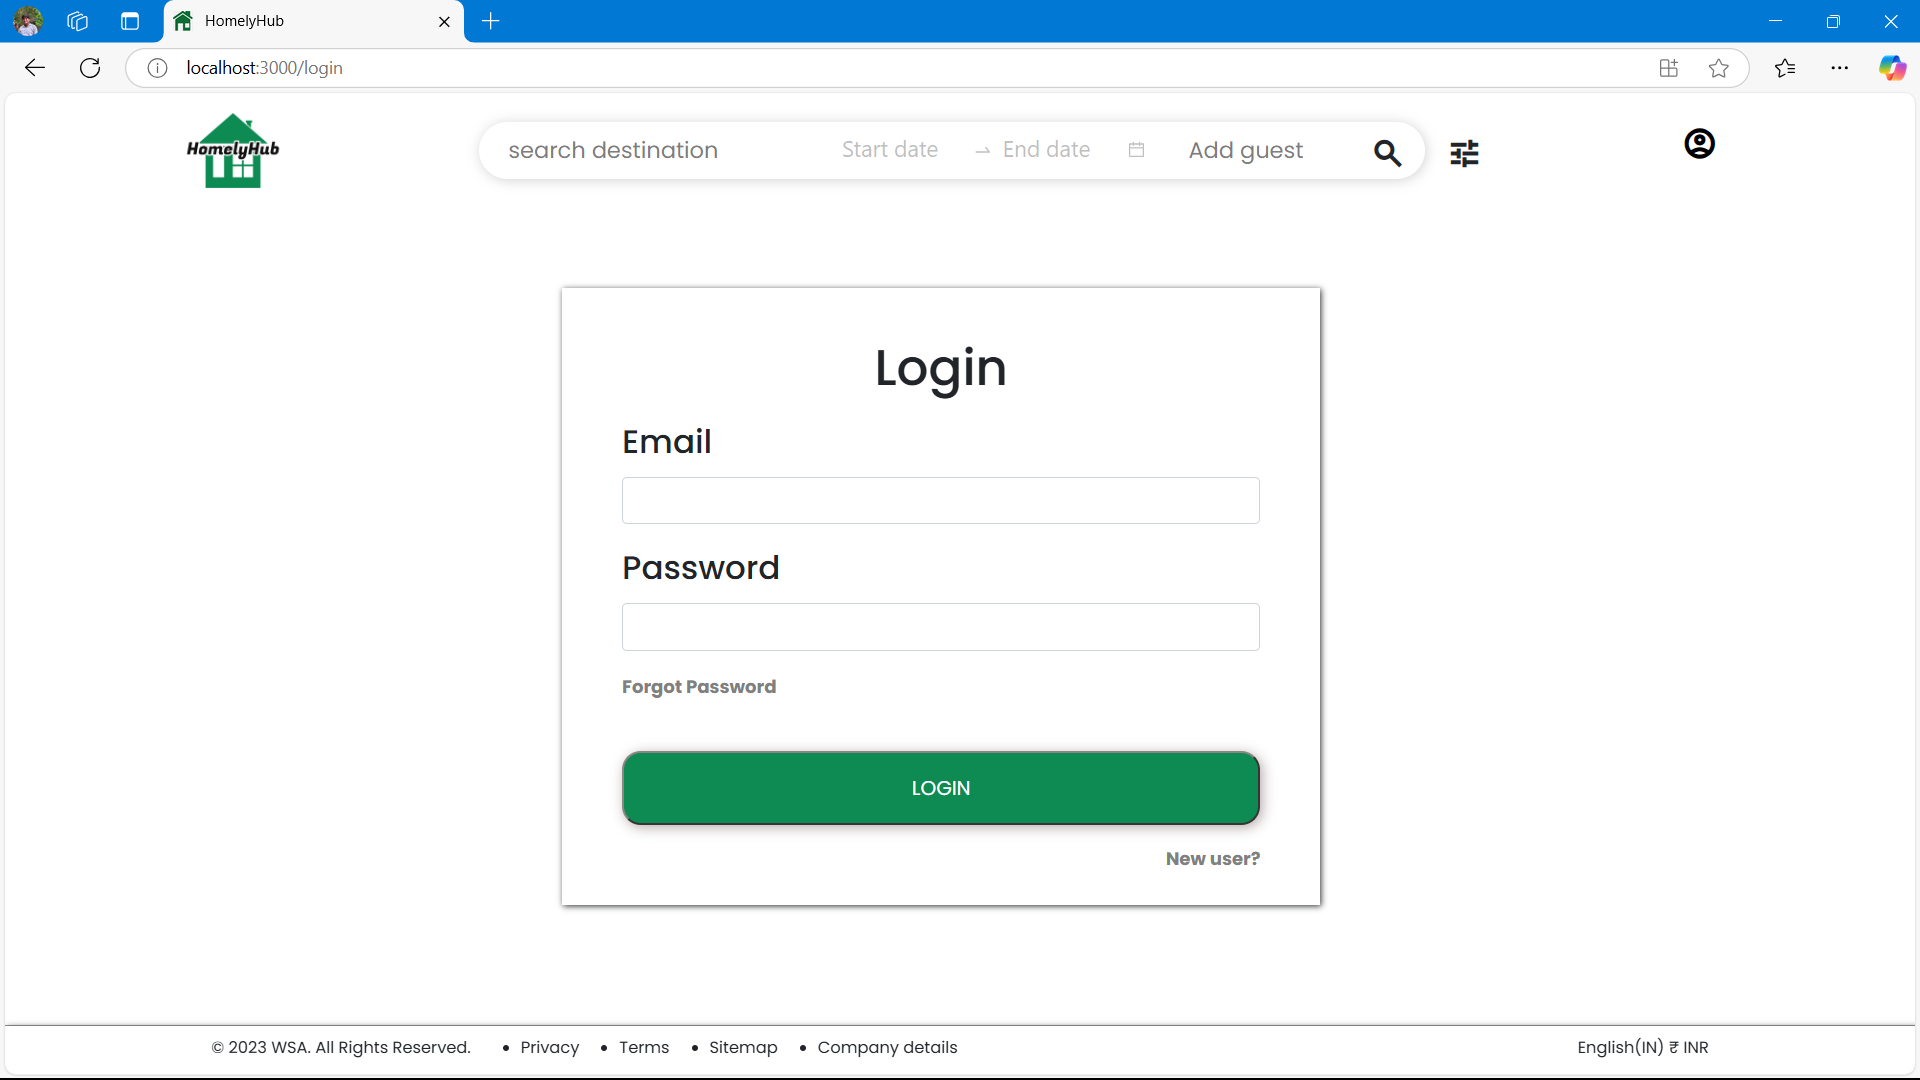 HomelyHub
localhost:3000/login
HomelyHub
search destination
Start date
End date
Add guest
Login
Email
Password
Forgot Password
LOGIN
New user?
© 2023 WSA. All Rights Reserved. • Privacy • Terms • Sitemap • Company details
English(IN) ₹ INR